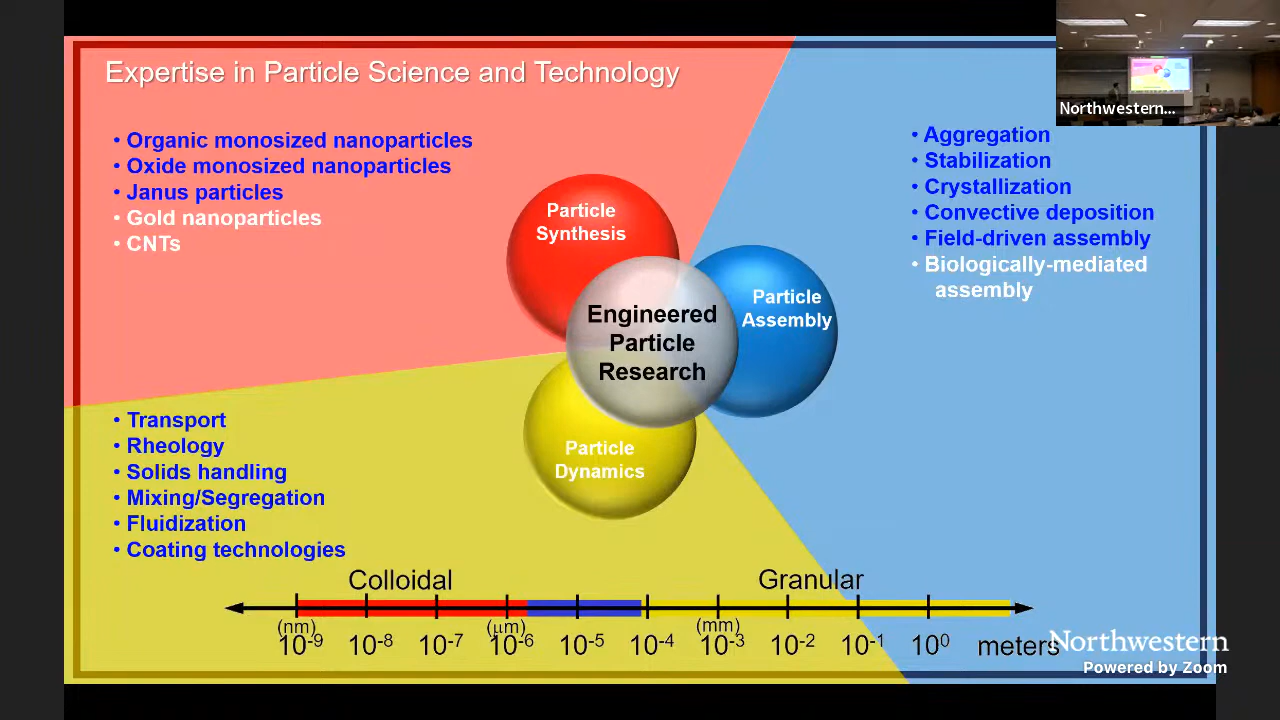 Expertise in Particle Science and Technology
Northwestern...
• Organic monosized nanoparticles
• Oxide monosized nanoparticles
• Janus particles
• Gold nanoparticles
• CNTs
Particle
Synthesis
• Aggregation
• Stabilization
• Crystallization
• Convective deposition
• Field-driven assembly
• Biologically-mediated
assembly
Particle
Assembly
Engineered
Particle
Research
Particle
Dynamics
• Transport
• Rheology
• Solids handling
• Mixing/Segregation
• Fluidization
• Coating technologies
Colloidal Granular
(nm) (μm) (mm)
10⁻⁹ 10⁻⁸ 10⁻⁷ 10⁻⁶ 10⁻⁵ 10⁻⁴ 10⁻³ 10⁻² 10⁻¹ 10⁰ meters
Northwestern
Powered by Zoom